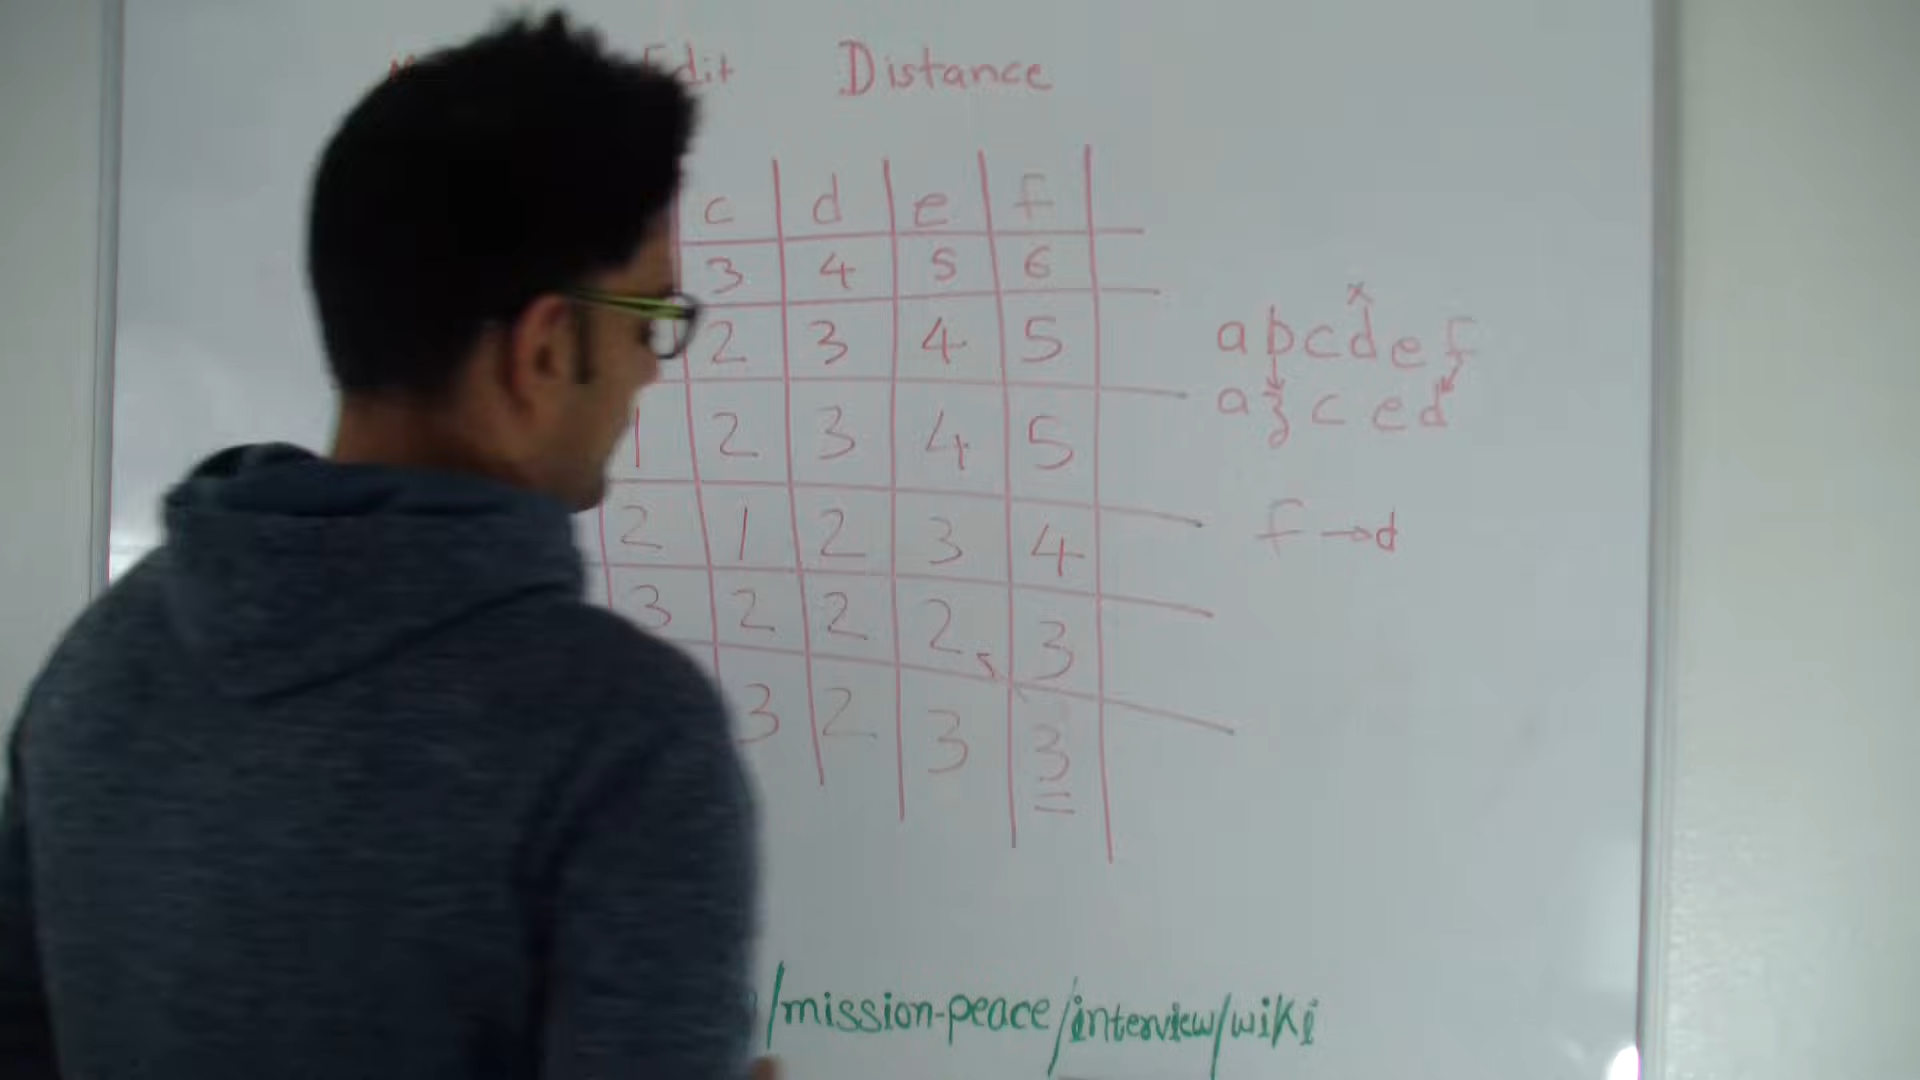 Edit Distance
c d e f
3 4 5 6
2 3 4 5
1 2 3 4 5
2 1 2 3 4
3 2 2 2 3
3 2 3 3
x
abcdef
azced
f → d
/mission-peace/interview/wiki